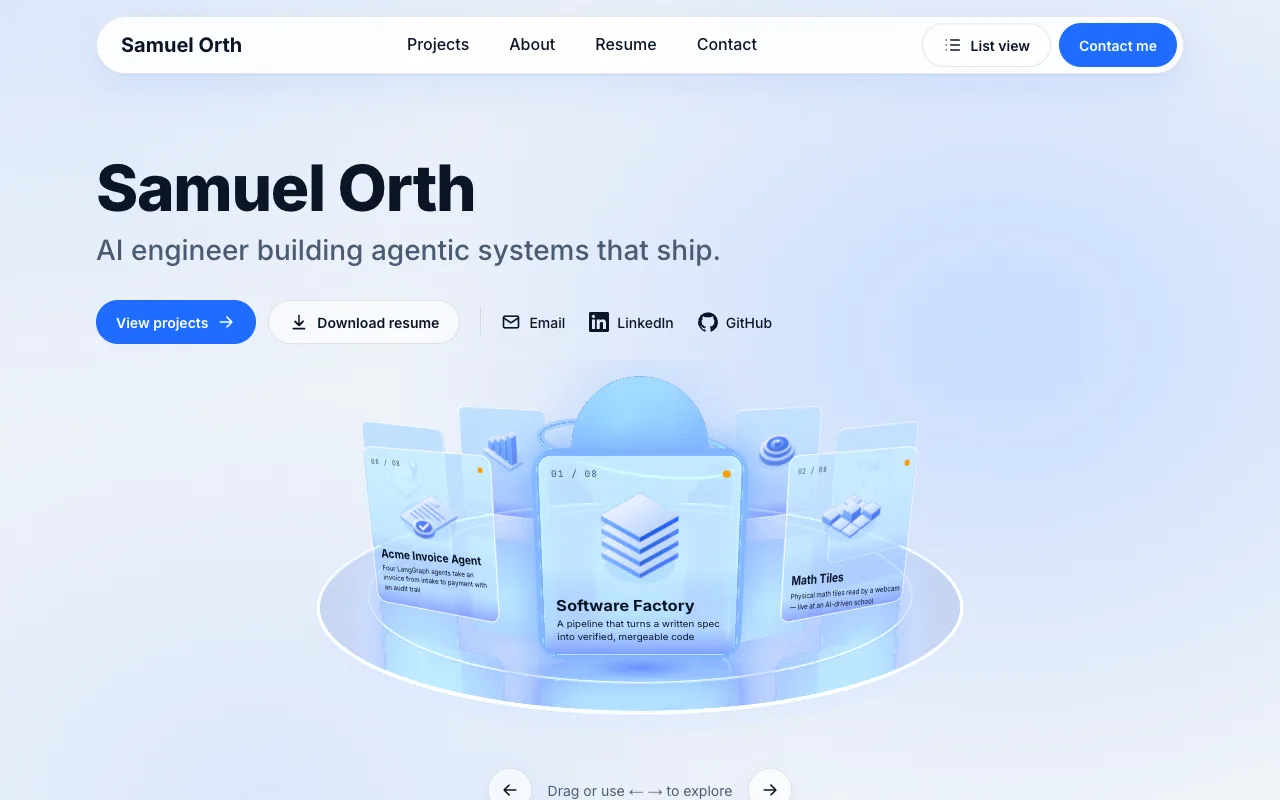 Samuel Orth
Projects
About
Resume
Contact
List view
Contact me
Samuel Orth
AI engineer building agentic systems that ship.
View projects →
Download resume
Email
LinkedIn
GitHub
08 / 08
Acme Invoice Agent
Four LangGraph agents take an
invoice from intake to payment with
an audit trail
01 / 08
Software Factory
A pipeline that turns a written spec
into verified, mergeable code
02 / 08
Math Tiles
Physical math tiles read by a webcam
— live at an AI-driven school
← Drag or use ← → to explore →